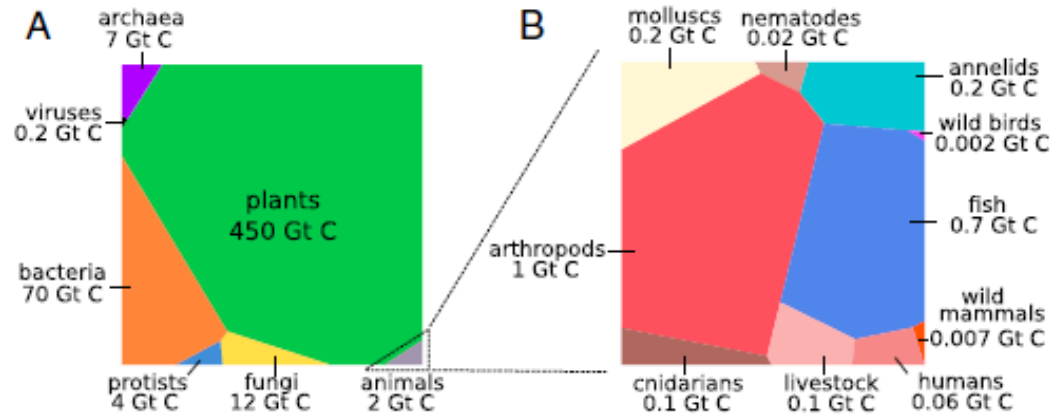 A
archaea
7 Gt C
viruses
0.2 Gt C
plants
450 Gt C
bacteria
70 Gt C
protists
4 Gt C
fungi
12 Gt C
animals
2 Gt C
B
molluscs
0.2 Gt C
nematodes
0.02 Gt C
annelids
0.2 Gt C
wild birds
0.002 Gt C
fish
0.7 Gt C
arthropods
1 Gt C
wild
mammals
0.007 Gt C
cnidarians
0.1 Gt C
livestock
0.1 Gt C
humans
0.06 Gt C